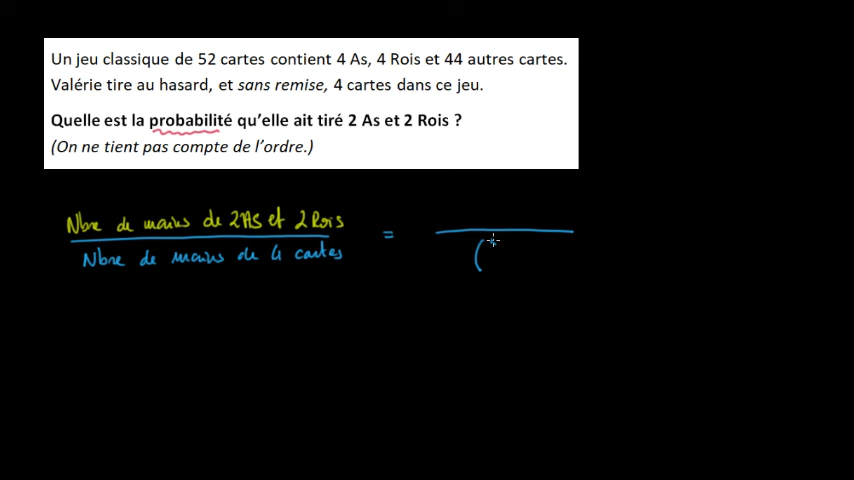 Un jeu classique de 52 cartes contient 4 As, 4 Rois et 44 autres cartes.
Valérie tire au hasard, et sans remise, 4 cartes dans ce jeu.
Quelle est la probabilité qu'elle ait tiré 2 As et 2 Rois ?
(On ne tient pas compte de l'ordre.)
Nbre de mains de 2 As et 2 Rois
=
Nbre de mains de 4 cartes
(